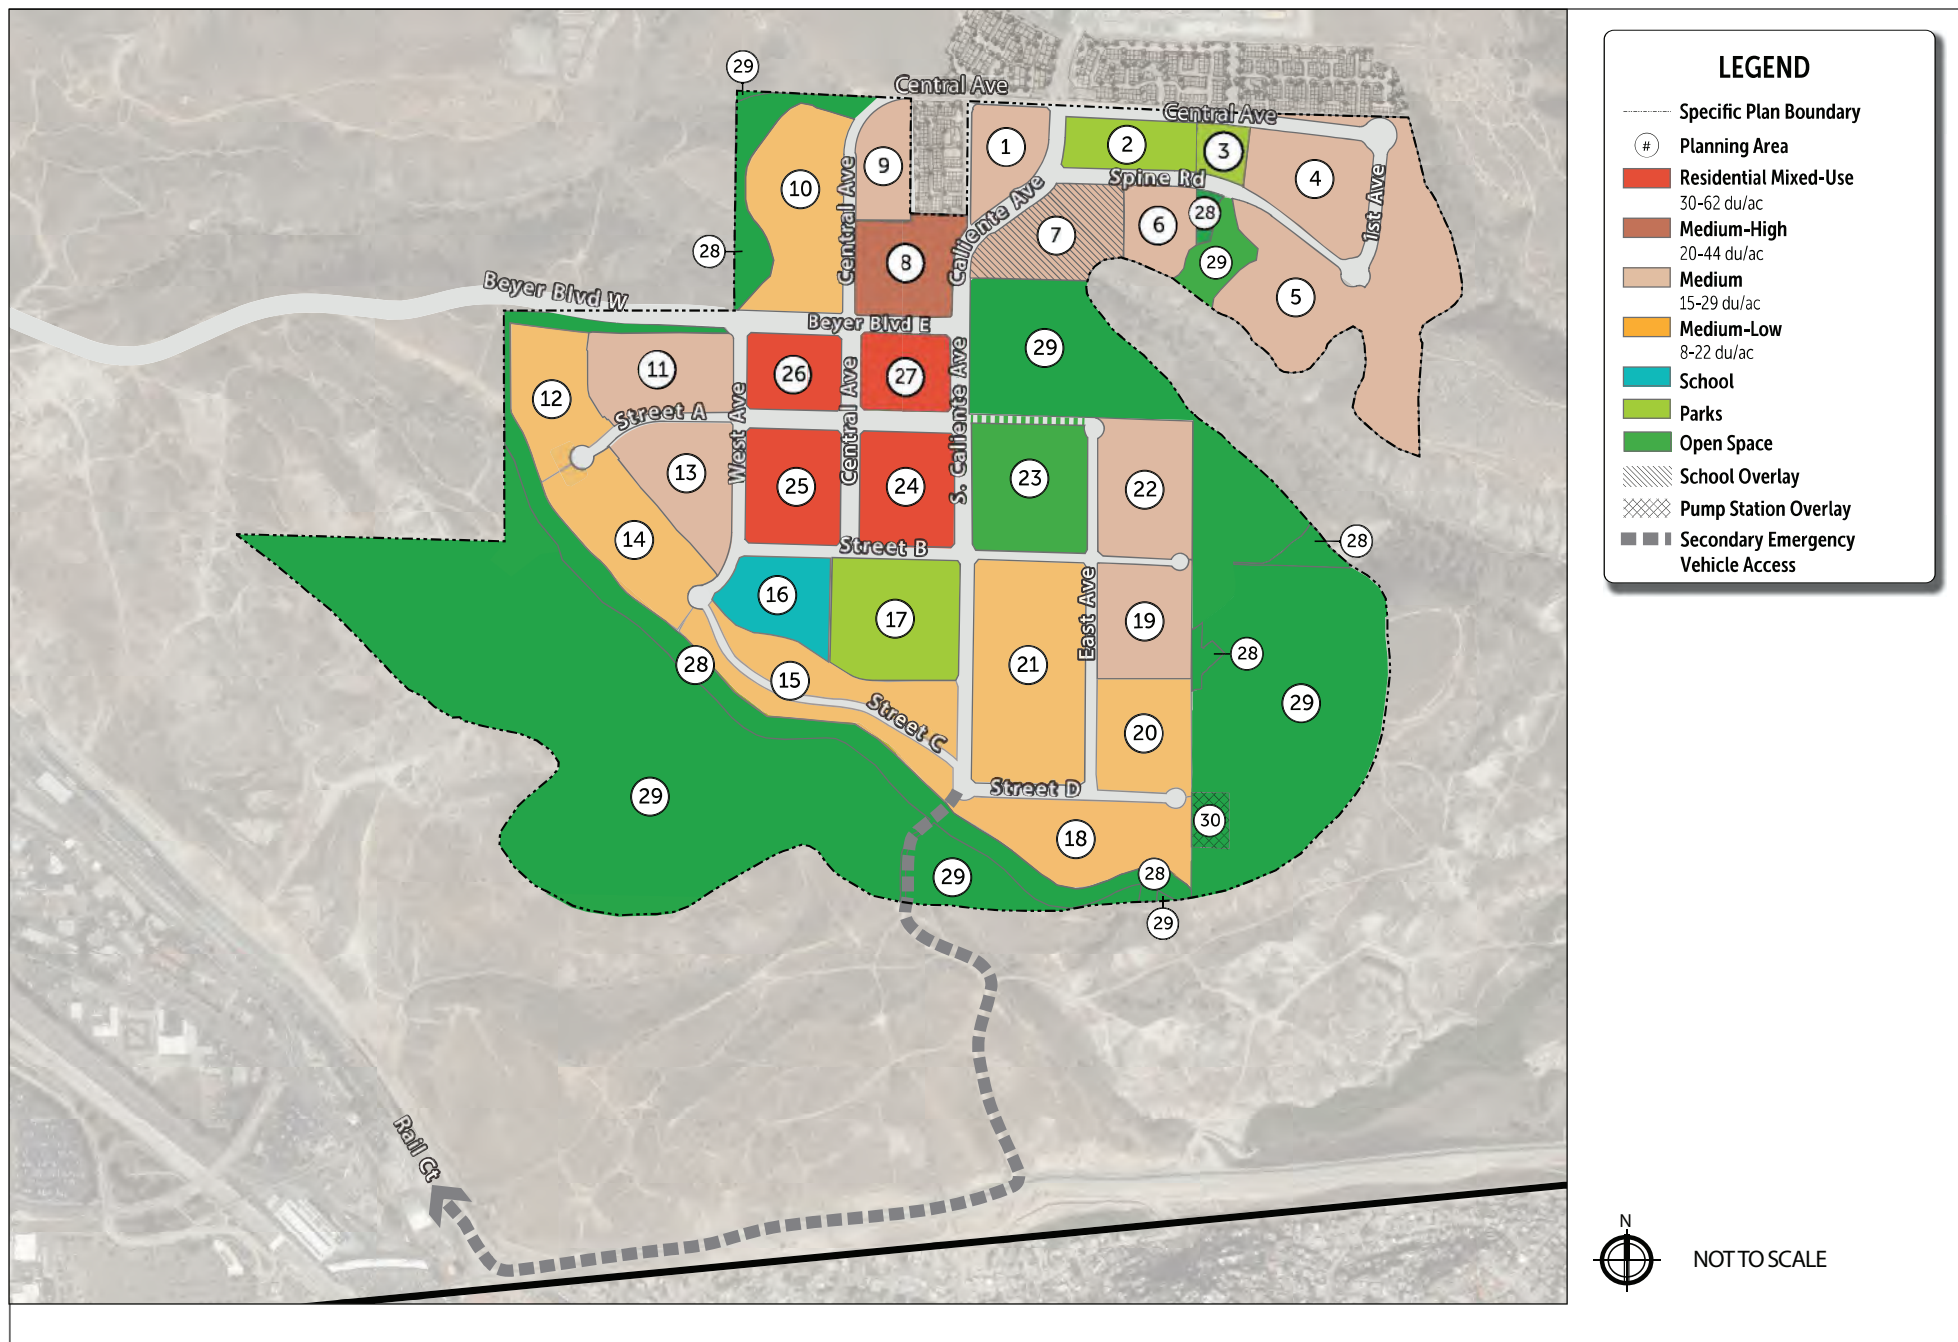 29
Central Ave
Central Ave
1
2
3
4
9
10
Spine Rd
Central Ave
Caliente Ave
1st Ave
28
6
7
28
8
29
5
Beyer Blvd W
Beyer Blvd E
29
11
26
27
12
Street A
West Ave
Central Ave
S. Caliente Ave
13
25
24
23
22
14
Street B
28
16
17
East Ave
19
28
28
15
21
29
Street C
20
29
Street D
30
18
29
28
29
Rail Ct
LEGEND
Specific Plan Boundary
# Planning Area
Residential Mixed-Use
30-62 du/ac
Medium-High
20-44 du/ac
Medium
15-29 du/ac
Medium-Low
8-22 du/ac
School
Parks
Open Space
School Overlay
Pump Station Overlay
Secondary Emergency
Vehicle Access
N
NOT TO SCALE